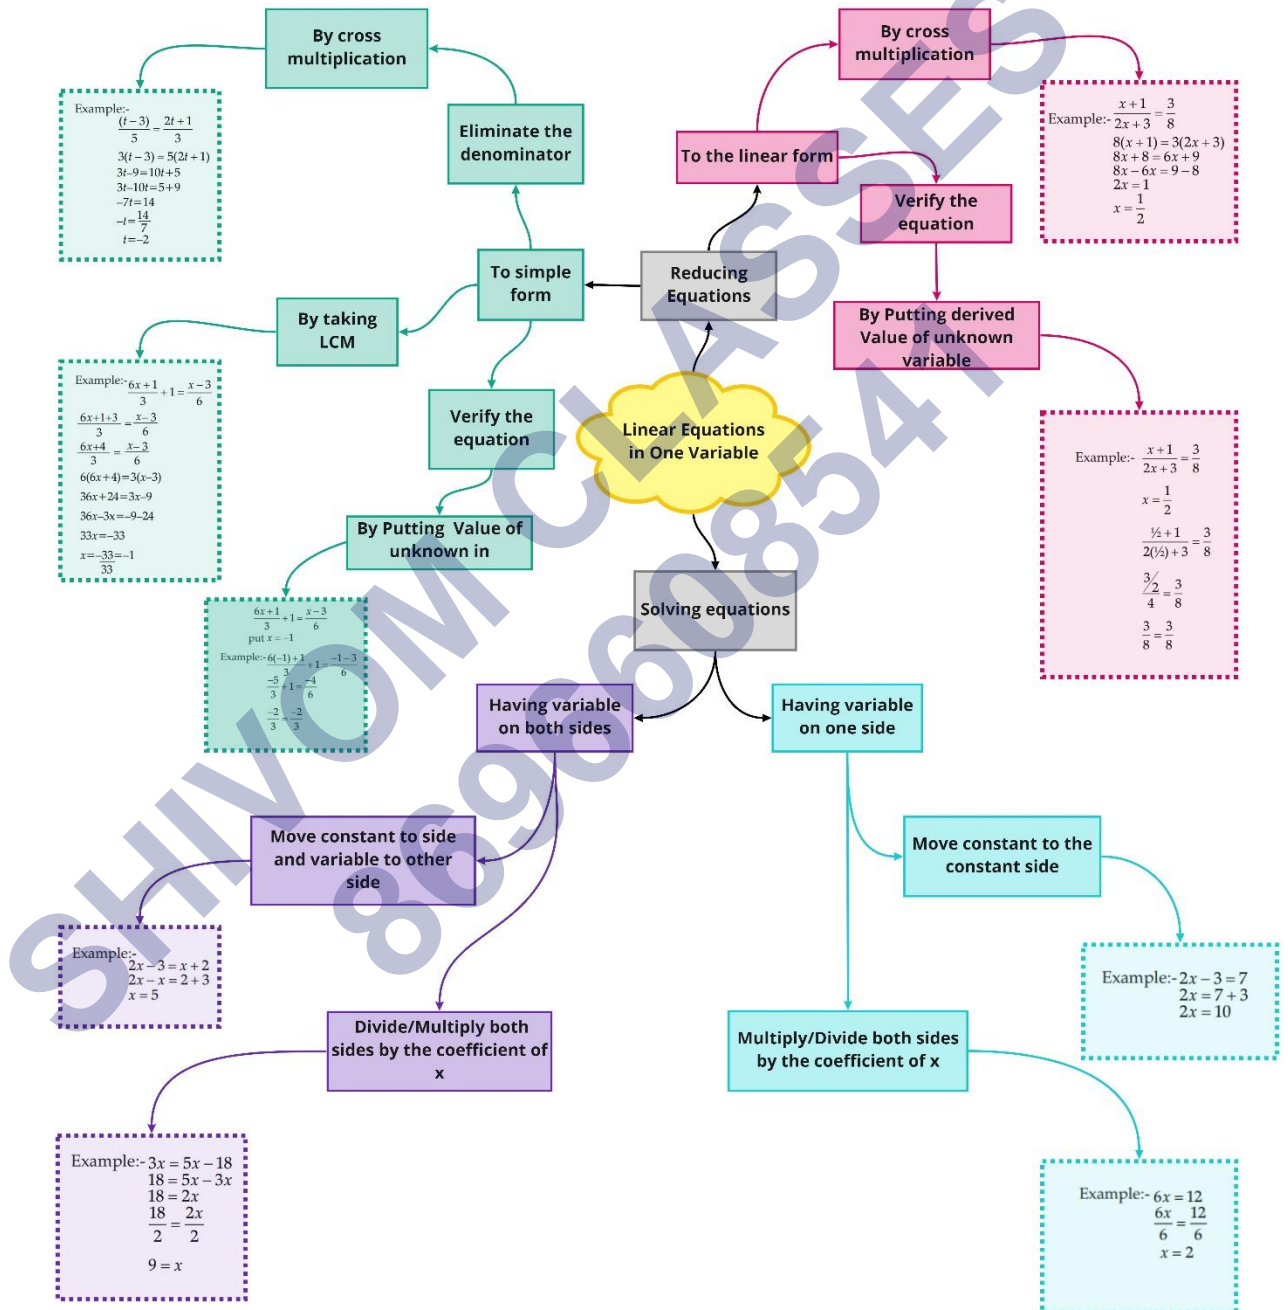 By cross
multiplication
Example:-
(t−3)/5 = 2t+1/3
3(t−3) = 5(2t+1)
3t−9=10t+5
3t−10t=5+9
−7t=14
−t=14/7
t=−2
Eliminate the
denominator
To simple
form
By taking
LCM
Example:- 6x+1/3 +1= x−3/6
6x+1+3/3 = x−3/6
6x+4/3 = x−3/6
6(6x+4)=3(x−3)
36x+24=3x−9
36x−3x=−9−24
33x=−33
x=−33/33=−1
Verify the
equation
By Putting Value of
unknown in
6x+1/3 +1= x−3/6
put x = −1
Example:- 6(−1)+1/3 +1= −1−3/6
−5/3 +1= −4/6
−2/3 = −2/3
Reducing
Equations
By cross
multiplication
Example:- x+1/2x+3 = 3/8
8(x+1) = 3(2x+3)
8x+8=6x+9
8x−6x=9−8
2x=1
x=1/2
To the linear form
Verify the
equation
By Putting derived
Value of unknown
variable
Example:- x+1/2x+3 = 3/8
x=1/2
½+1/2(½)+3 = 3/8
3/2/4 = 3/8
3/8 = 3/8
Linear Equations
in One Variable
Solving equations
Having variable
on both sides
Move constant to side
and variable to other
side
Example:-
2x−3=x+2
2x−x=2+3
x=5
Divide/Multiply both
sides by the coefficient of
x
Example:- 3x = 5x−18
18=5x−3x
18=2x
18/2 = 2x/2
9=x
Having variable
on one side
Move constant to the
constant side
Example:- 2x−3=7
2x=7+3
2x=10
Multiply/Divide both sides
by the coefficient of x
Example:- 6x=12
6x/6 = 12/6
x=2
SHIVOM CLASSES
8696608541